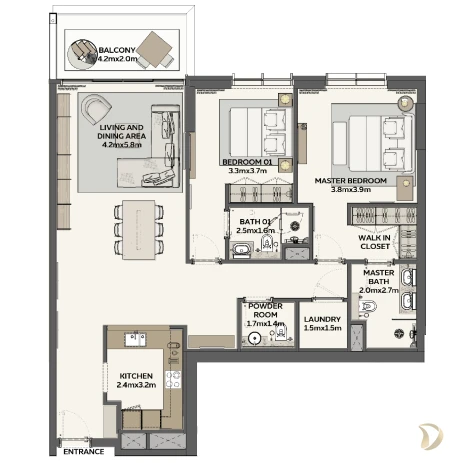 BALCONY
4.2mx2.0m
LIVING AND
DINING AREA
4.2mx5.8m
BEDROOM 01
3.3mx3.7m
MASTER BEDROOM
3.8mx3.9m
BATH 01
2.5mx1.6m
WALK IN
CLOSET
MASTER
BATH
2.0mx2.7m
POWDER
ROOM
1.7mx1.4m
LAUNDRY
1.5mx1.5m
KITCHEN
2.4mx3.2m
ENTRANCE